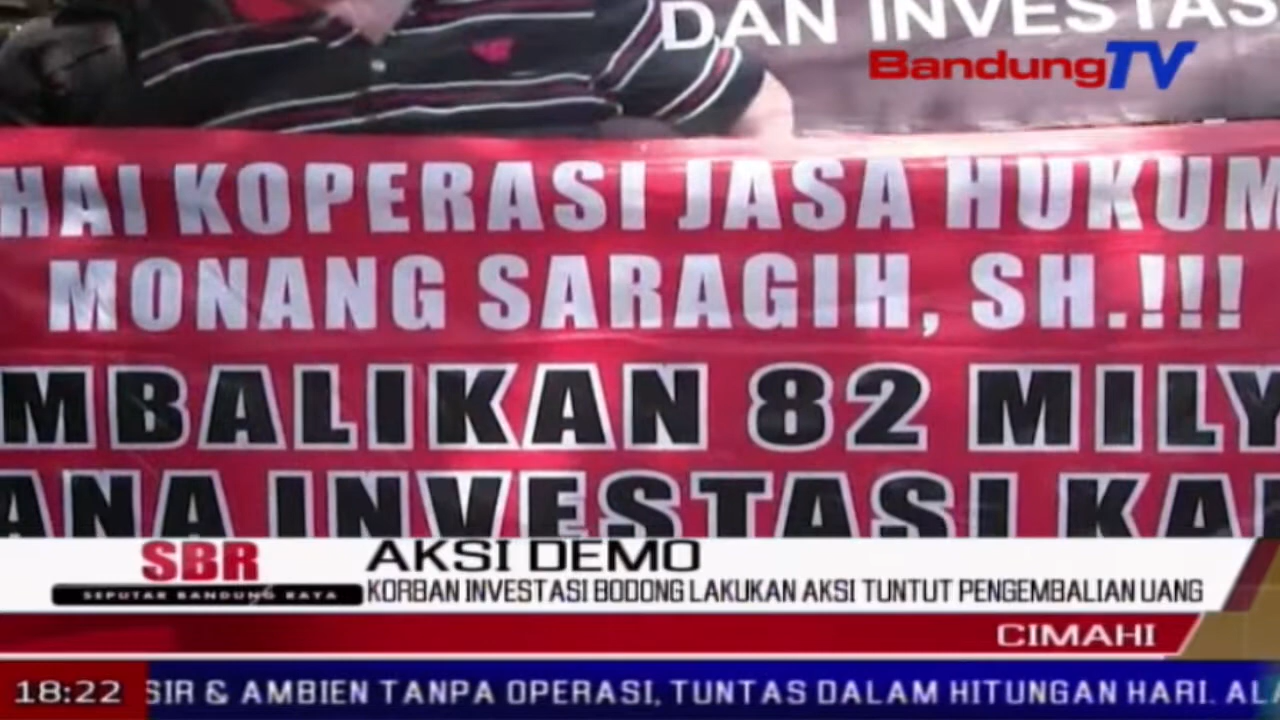 DAN INVESTAS
BandungTV
HAI KOPERASI JASA HUKUM
MONANG SARAGIH, SH.!!!
MBALIKAN 82 MILY
ANA INVESTASI KA
SBR
SEPUTAR BANDUNG RAYA
AKSI DEMO
KORBAN INVESTASI BODONG LAKUKAN AKSI TUNTUT PENGEMBALIAN UANG
CIMAHI
18:22 SIR & AMBIEN TANPA OPERASI, TUNTAS DALAM HITUNGAN HARI. AL